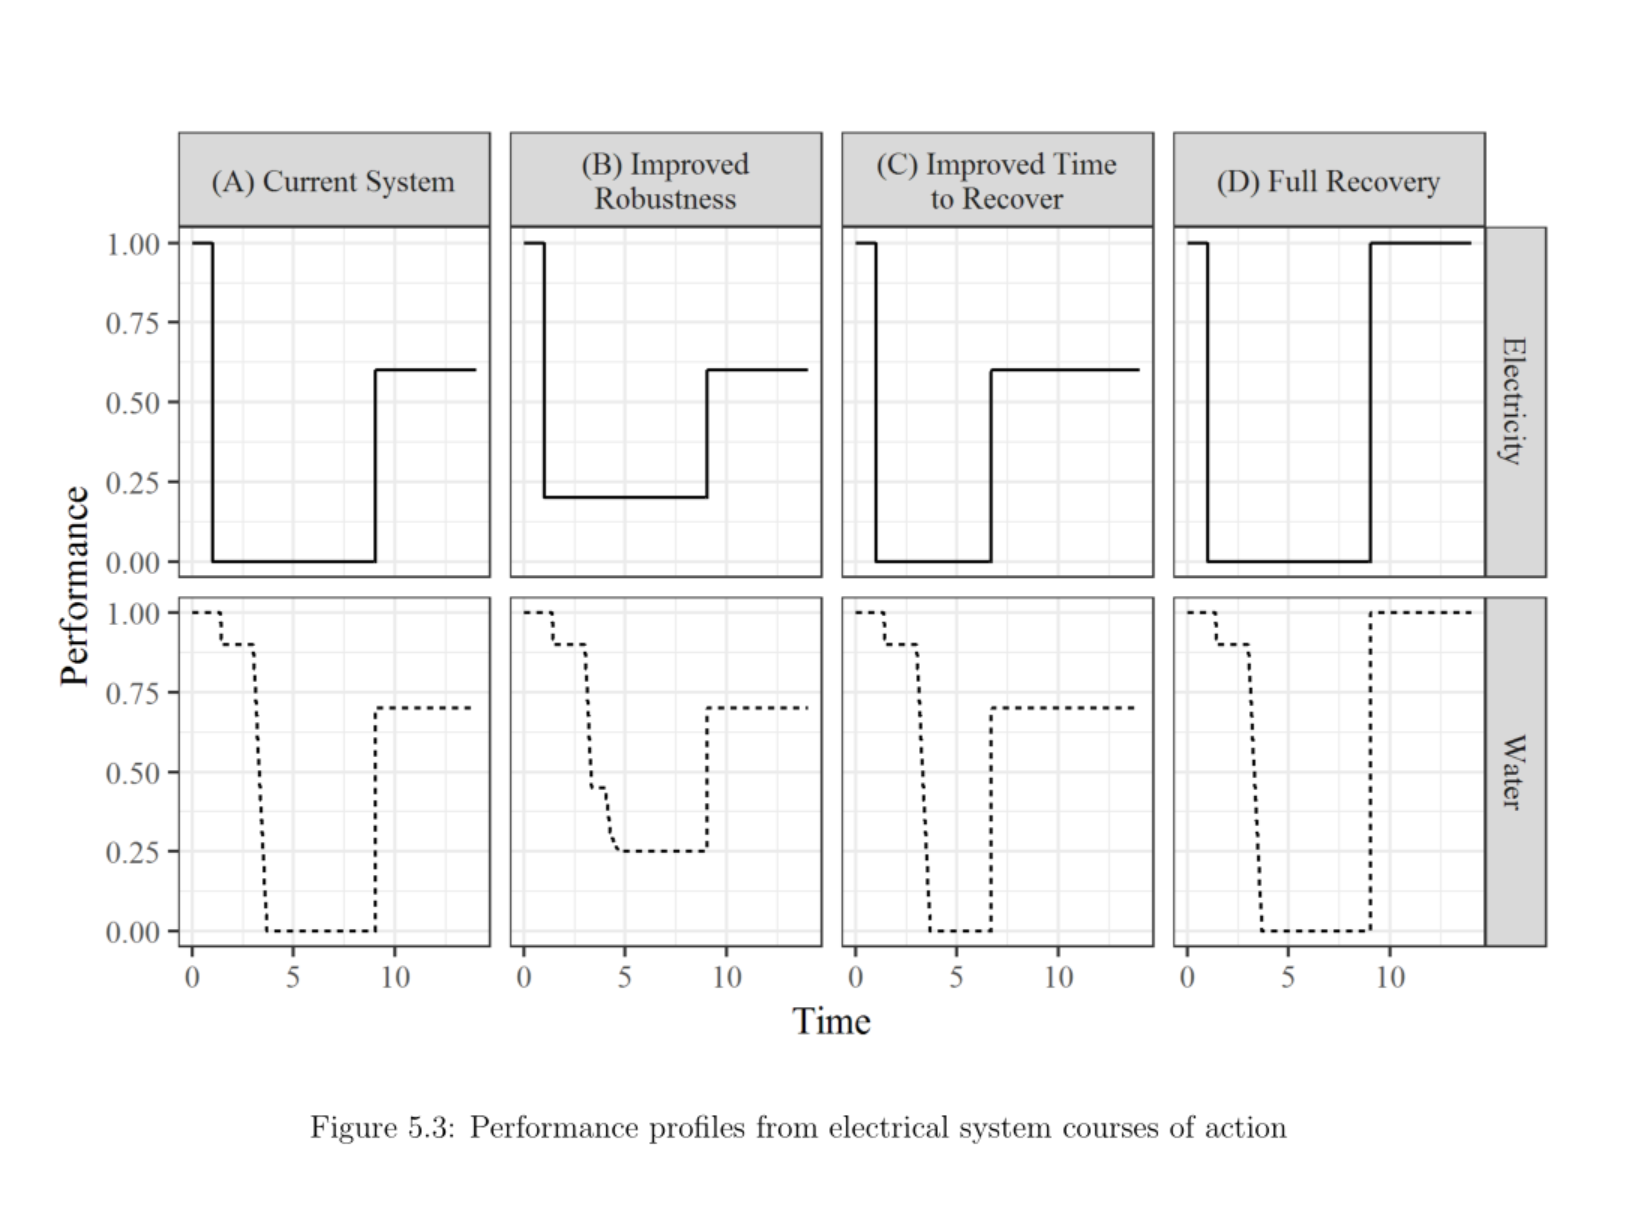 (A) Current System
(B) Improved
Robustness
(C) Improved Time
to Recover
(D) Full Recovery
1.00
0.75
0.50
0.25
0.00
Electricity
Performance
1.00
0.75
0.50
0.25
0.00
Water
0 5 10
0 5 10
0 5 10
0 5 10
Time
Figure 5.3: Performance profiles from electrical system courses of action